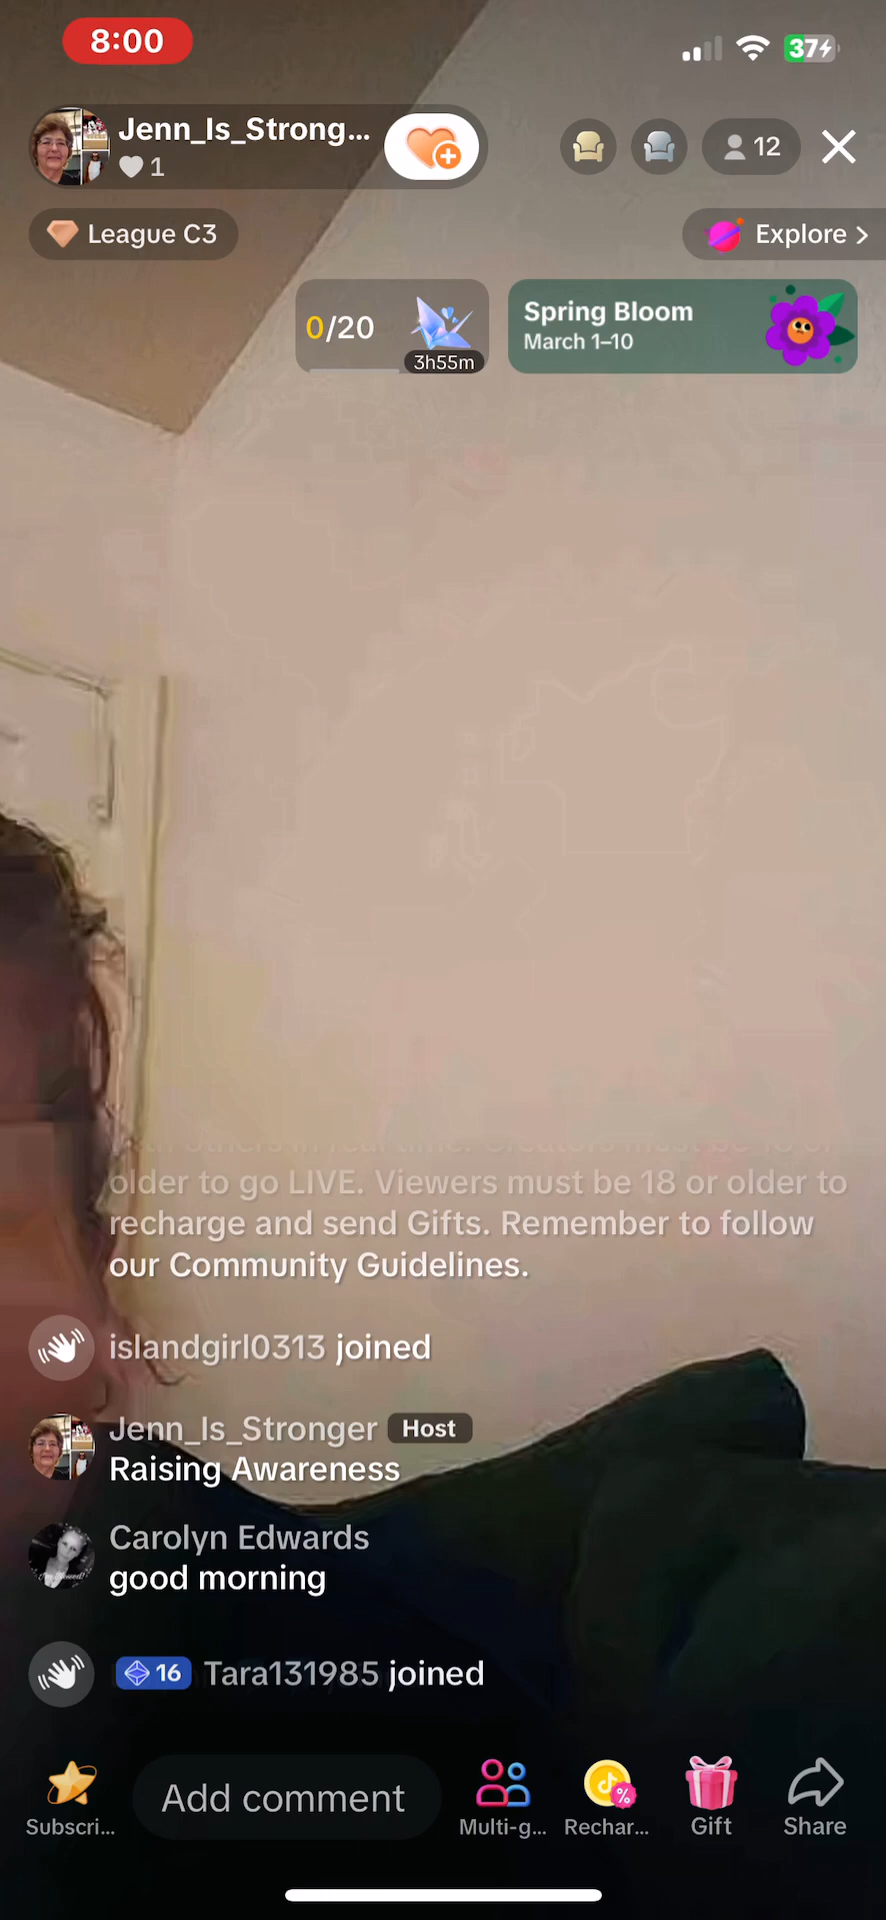 8:00
37
Jenn_Is_Strong...
1
12
League C3
Explore >
0/20
3h55m
Spring Bloom
March 1–10
older to go LIVE. Viewers must be 18 or older to
recharge and send Gifts. Remember to follow
our Community Guidelines.
islandgirl0313 joined
Jenn_Is_Stronger Host
Raising Awareness
Carolyn Edwards
good morning
16 Tara131985 joined
Add comment
Subscri... Multi-g... Rechar... Gift Share